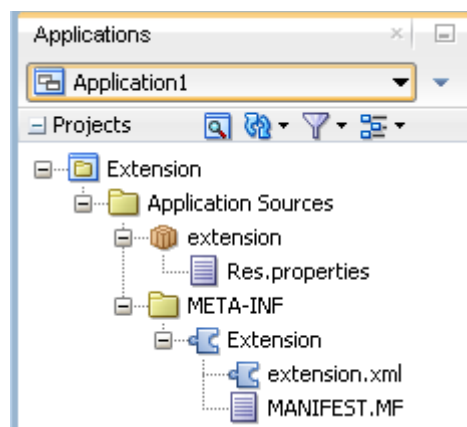 Applications
Application1
Projects
Extension
Application Sources
extension
Res.properties
META-INF
Extension
extension.xml
MANIFEST.MF